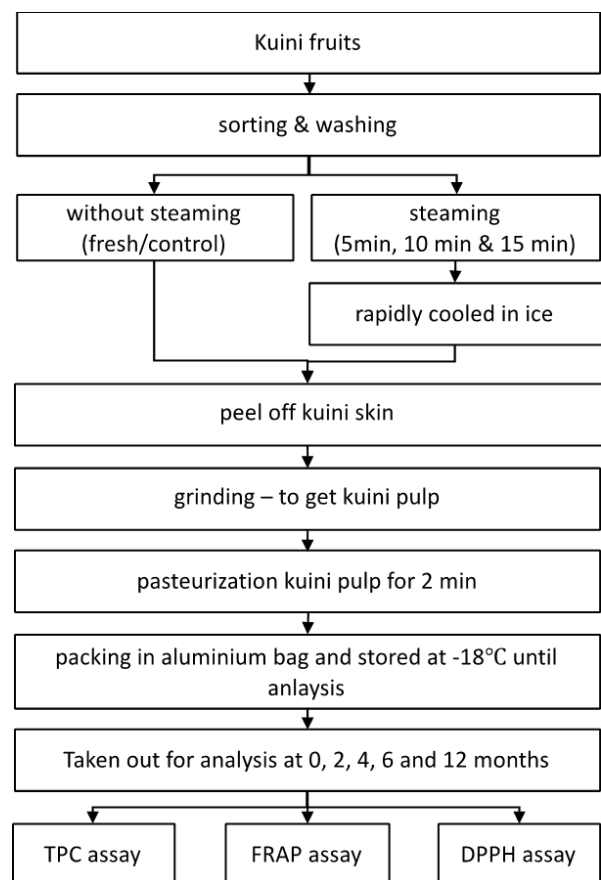 Kuini fruits
sorting & washing
without steaming
(fresh/control)
steaming
(5min, 10 min & 15 min)
rapidly cooled in ice
peel off kuini skin
grinding – to get kuini pulp
pasteurization kuini pulp for 2 min
packing in aluminium bag and stored at -18℃ until
anlaysis
Taken out for analysis at 0, 2, 4, 6 and 12 months
TPC assay
FRAP assay
DPPH assay